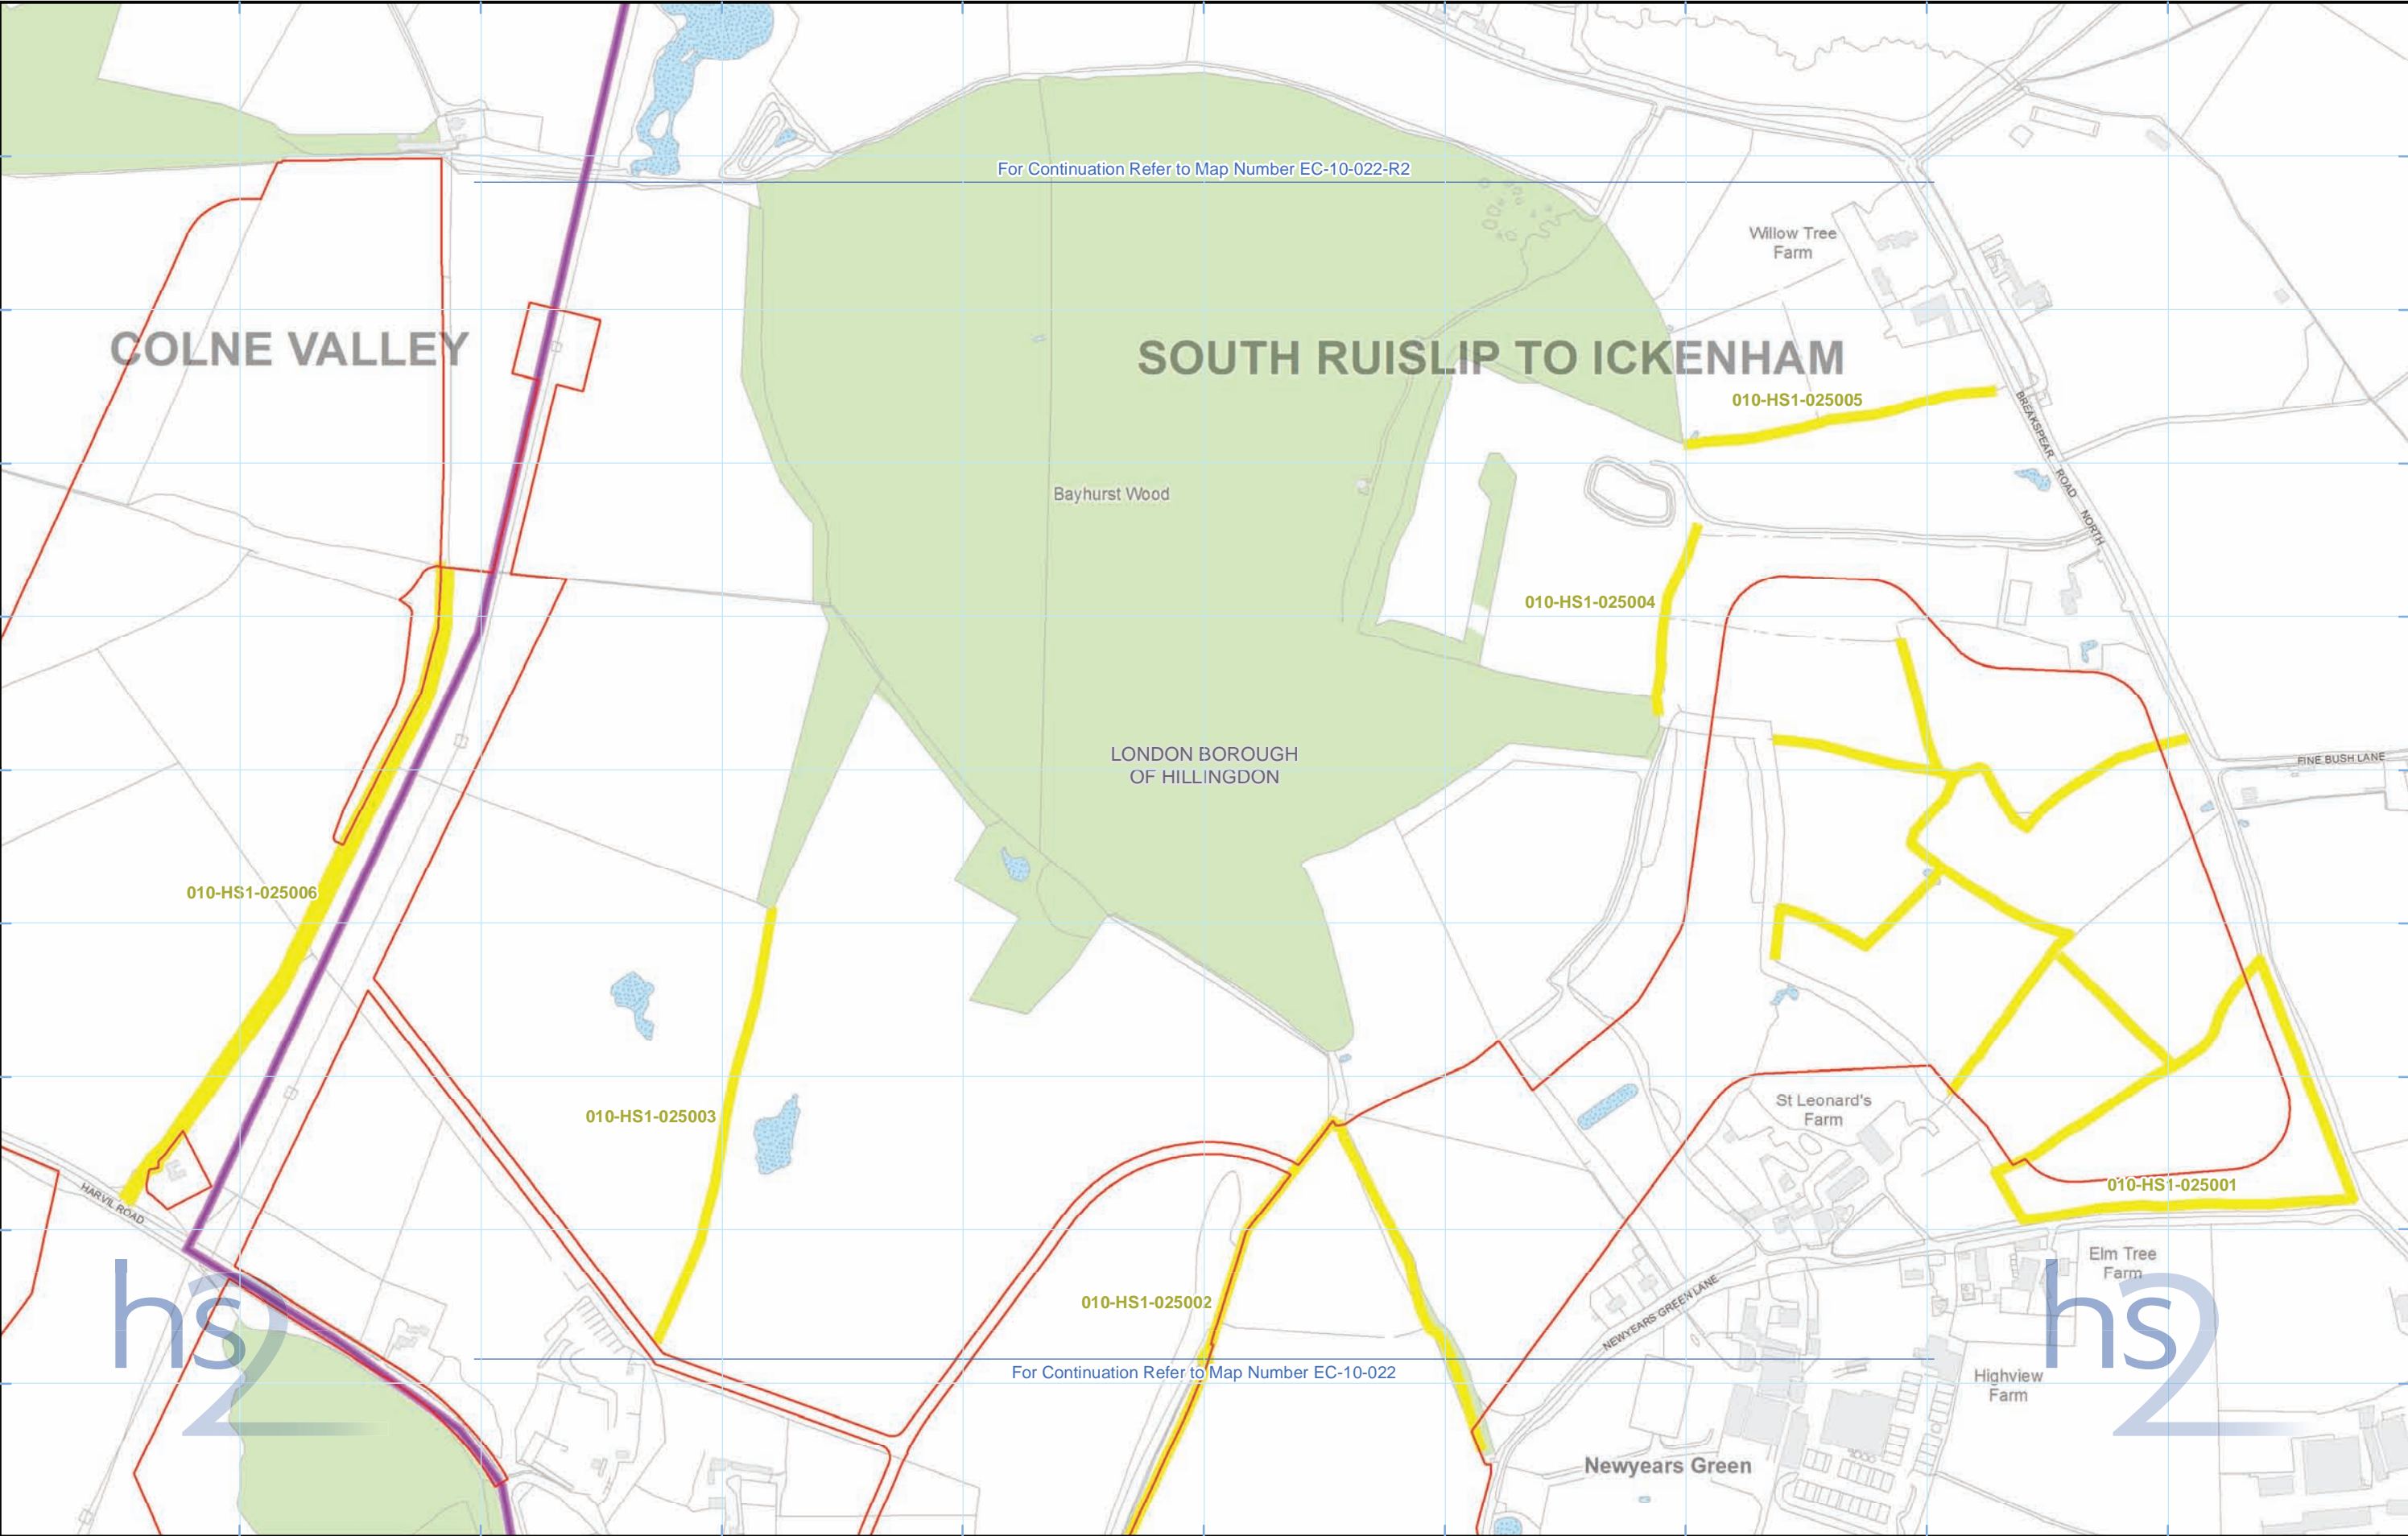 For Continuation Refer to Map Number EC-10-022-R2
Willow Tree
Farm
COLNE VALLEY
SOUTH RUISLIP TO ICKENHAM
010-HS1-025005
BREAKSPEAR ROAD NORTH
Bayhurst Wood
010-HS1-025004
LONDON BOROUGH
OF HILLINGDON
FINE BUSH LANE
010-HS1-025006
010-HS1-025003
St Leonard's
Farm
HARVIL ROAD
010-HS1-025001
Elm Tree
Farm
010-HS1-025002
NEWYEARS GREEN LANE
hs2
hs2
For Continuation Refer to Map Number EC-10-022
Highview
Farm
Newyears Green